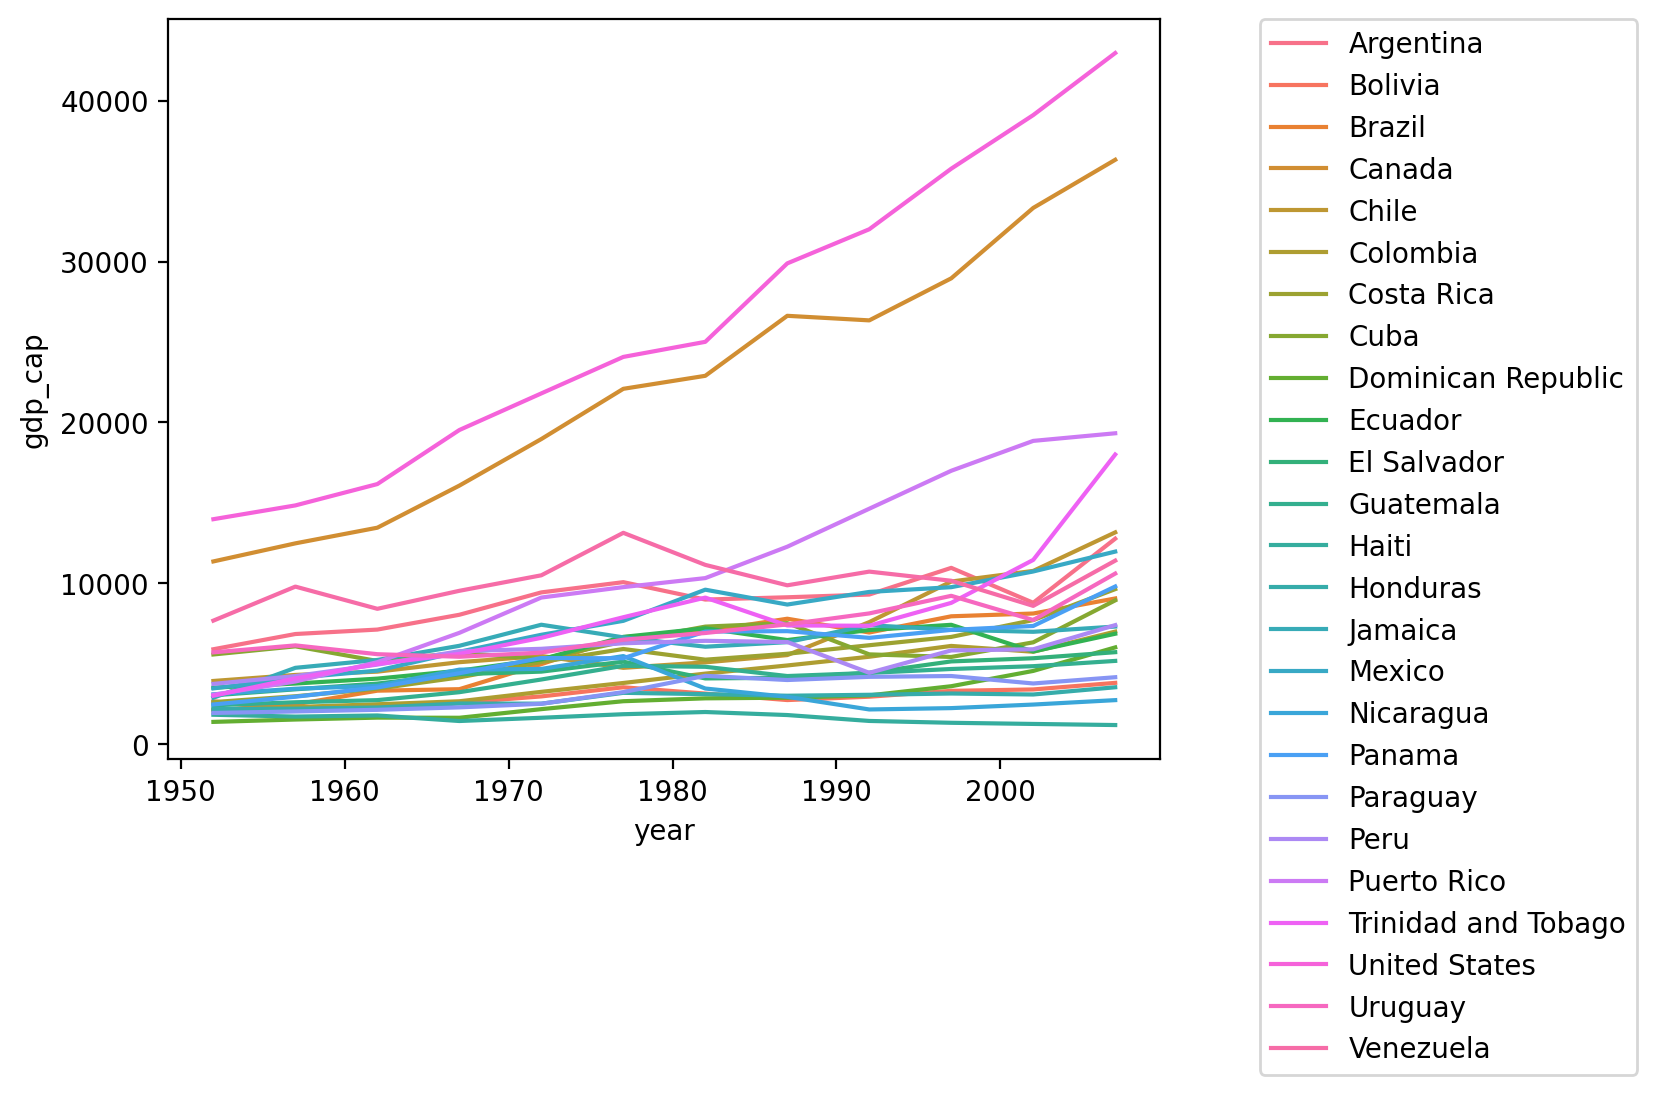 40000
30000
20000
10000
0
gdp_cap
1950 1960 1970 1980 1990 2000
year
Argentina
Bolivia
Brazil
Canada
Chile
Colombia
Costa Rica
Cuba
Dominican Republic
Ecuador
El Salvador
Guatemala
Haiti
Honduras
Jamaica
Mexico
Nicaragua
Panama
Paraguay
Peru
Puerto Rico
Trinidad and Tobago
United States
Uruguay
Venezuela